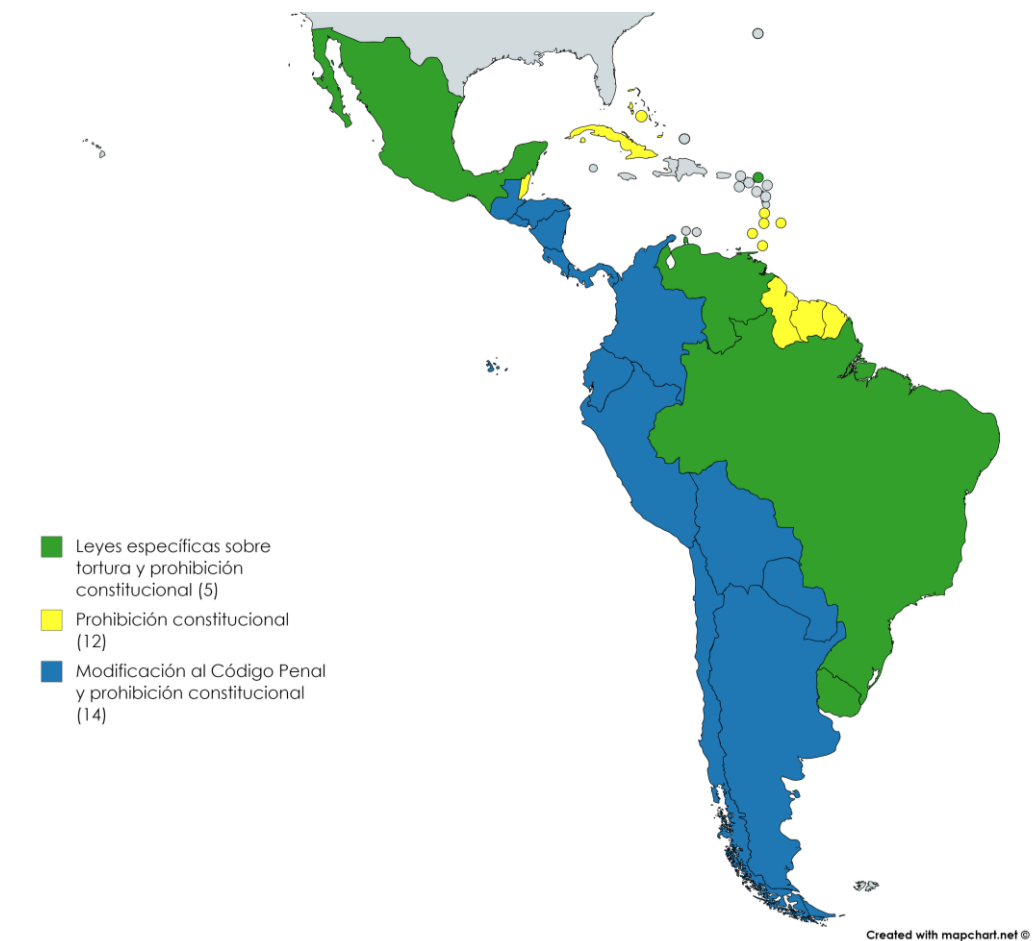 Leyes específicas sobre
tortura y prohibición
constitucional (5)
Prohibición constitucional
(12)
Modificación al Código Penal
y prohibición constitucional
(14)
Created with mapchart.net ©